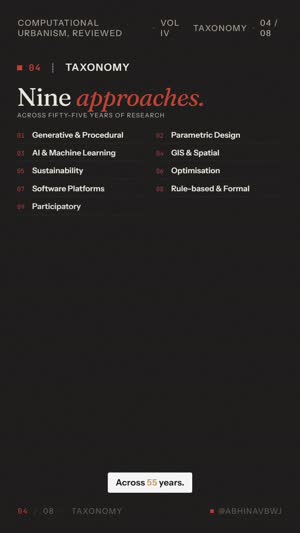 COMPUTATIONAL URBANISM, REVIEWED · VOL IV TAXONOMY · 04 / 08
04 | TAXONOMY
Nine approaches.
ACROSS FIFTY-FIVE YEARS OF RESEARCH
01 Generative & Procedural
02 Parametric Design
03 AI & Machine Learning
04 GIS & Spatial
05 Sustainability
06 Optimisation
07 Software Platforms
08 Rule-based & Formal
09 Participatory
Across 55 years.
04 / 08 TAXONOMY
@ABHINAVBWJ